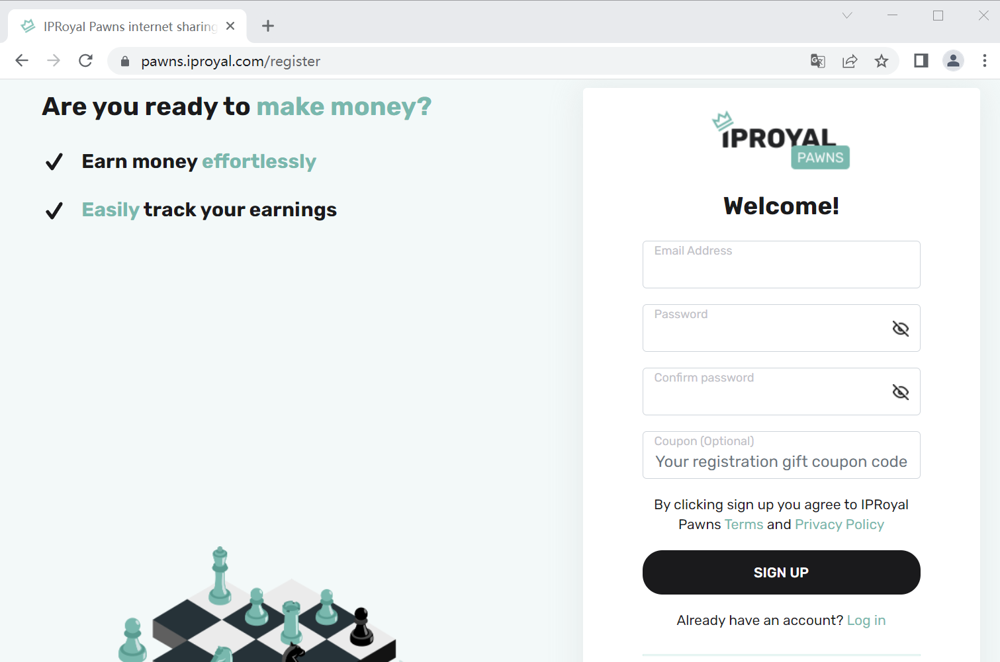 IPRoyal Pawns internet sharing
pawns.iproyal.com/register
Are you ready to make money?
Earn money effortlessly
Easily track your earnings
IPROYAL
PAWNS
Welcome!
Email Address
Password
Confirm password
Coupon (Optional)
Your registration gift coupon code
By clicking sign up you agree to IPRoyal
Pawns Terms and Privacy Policy
SIGN UP
Already have an account? Log in